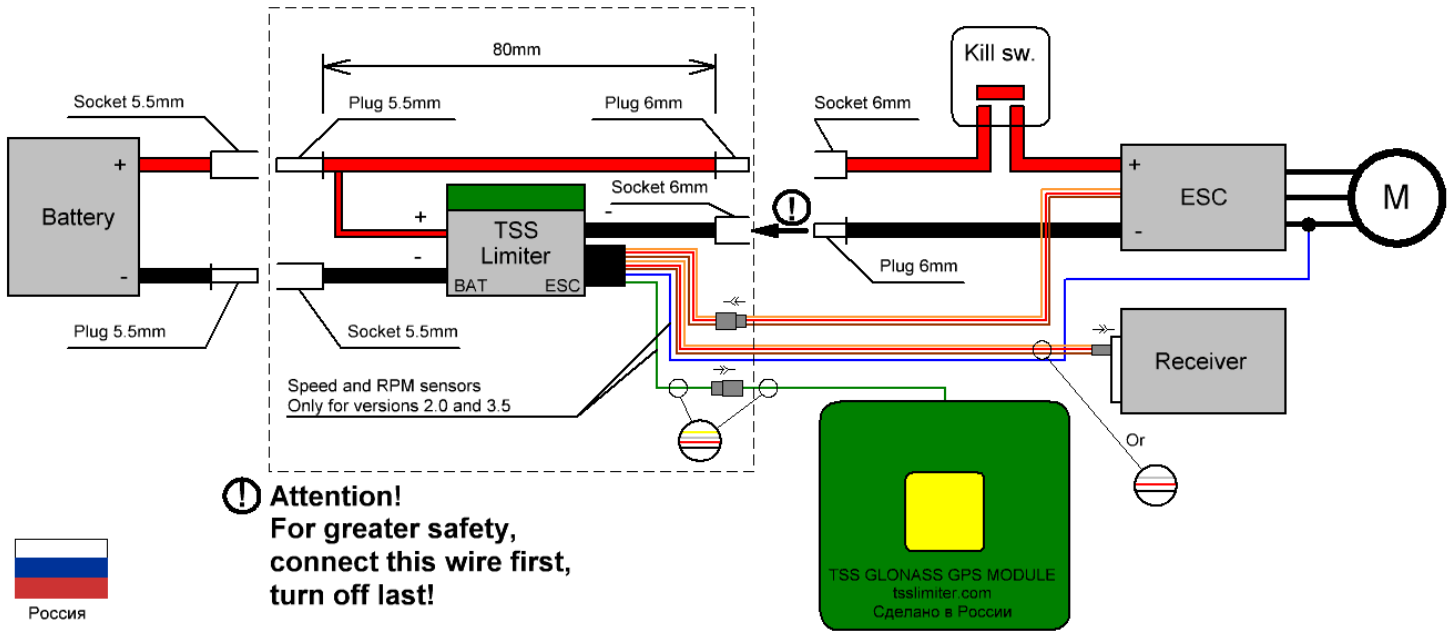 80mm
Kill sw.
Socket 5.5mm
Plug 5.5mm
Plug 6mm
Socket 6mm
+
+
Battery
Socket 6mm
-
!
ESC
M
+
TSS
Limiter
-
-
-
BAT
ESC
Plug 6mm
Plug 5.5mm
Socket 5.5mm
Receiver
Speed and RPM sensors
Only for versions 2.0 and 3.5
Or
! Attention!
For greater safety,
connect this wire first,
turn off last!
TSS GLONASS GPS MODULE
tsslimiter.com
Сделано в России
Россия